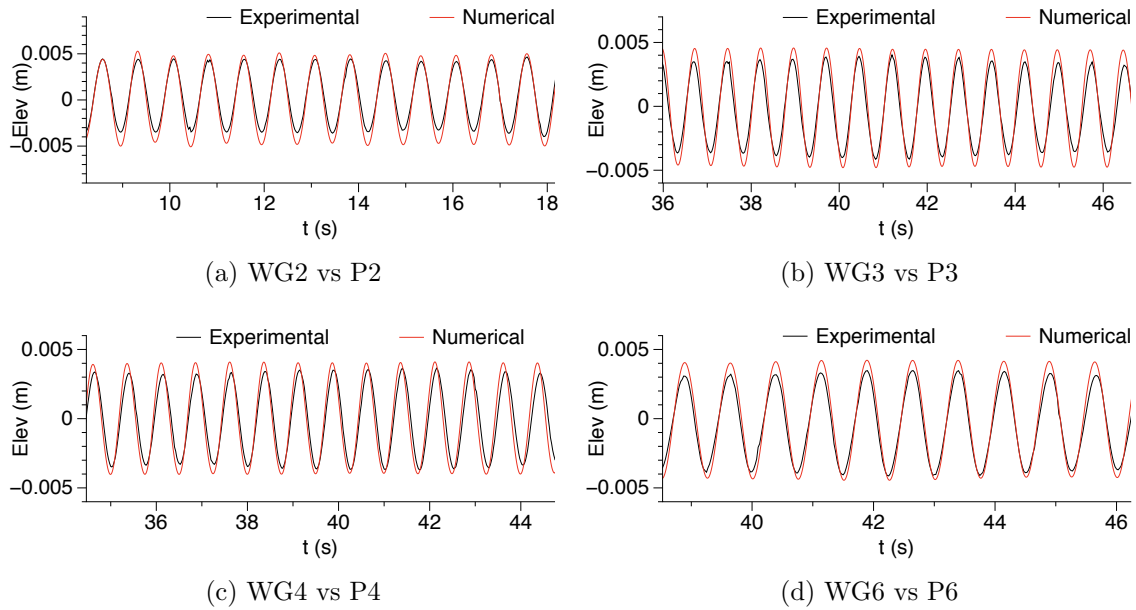 Experimental Numerical
0.005
0
−0.005
Elev (m)
10 12 14 16 18
t (s)
(a) WG2 vs P2
Experimental Numerical
0.005
0
−0.005
Elev (m)
36 38 40 42 44 46
t (s)
(b) WG3 vs P3
Experimental Numerical
0.005
0
−0.005
Elev (m)
36 38 40 42 44
t (s)
(c) WG4 vs P4
Experimental Numerical
0.005
0
−0.005
Elev (m)
40 42 44 46
t (s)
(d) WG6 vs P6